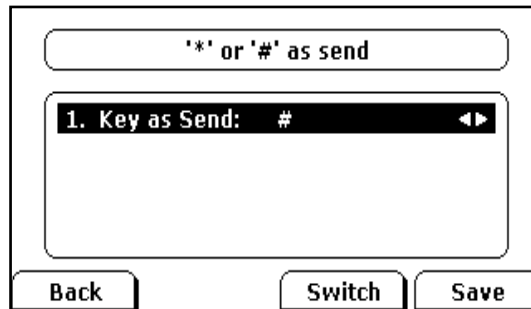 '*' or '#' as send
1. Key as Send: #
Back Switch Save